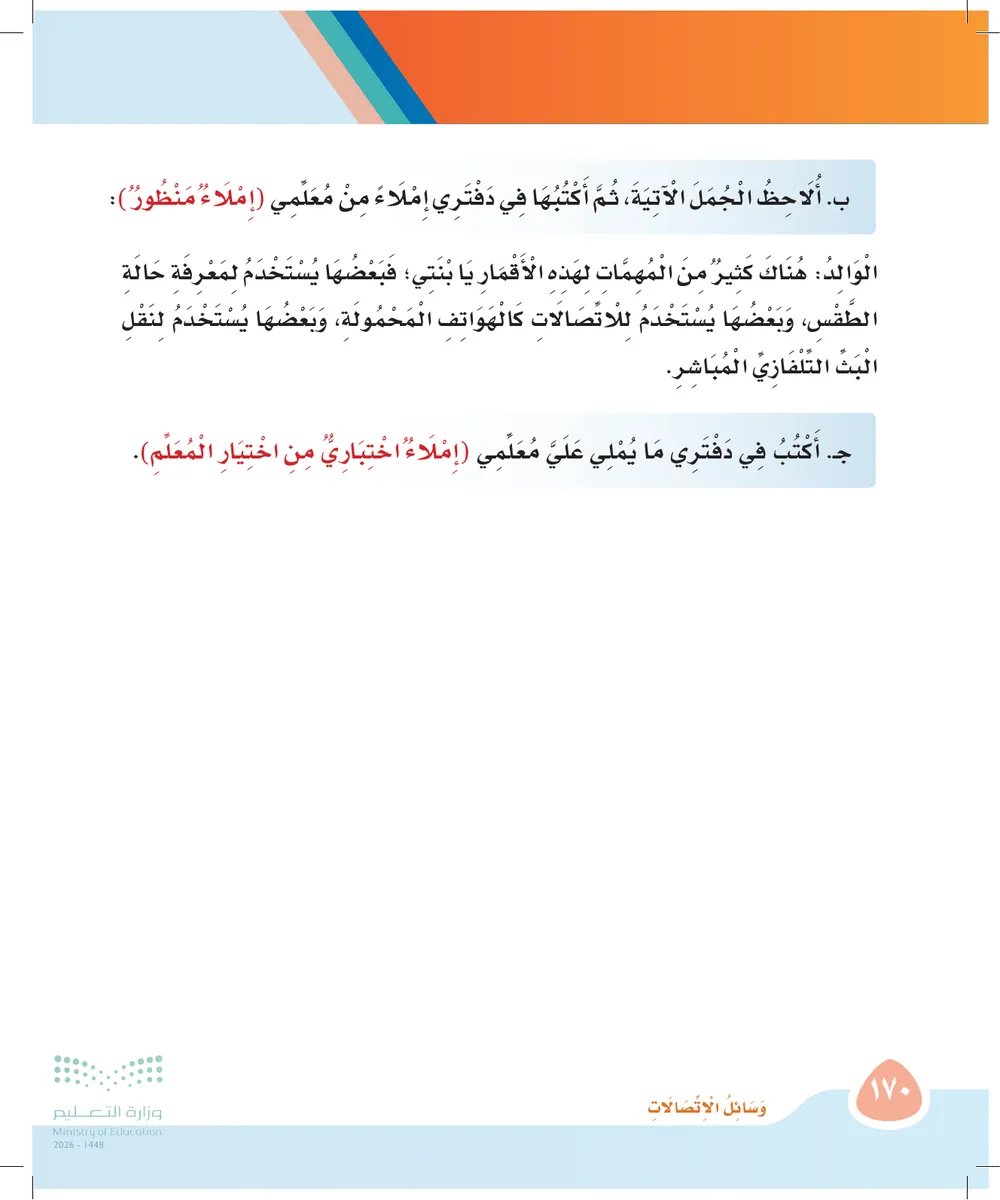 ب. أُلَاحِظُ الْجُمَلَ الْآتِيَةَ، ثُمَّ أَكْتُبُهَا فِي دَفْتَرِي إِمْلَاءً مِنْ مُعَلِّمِي (إِمْلَاءٌ مَنْظُورٌ):
الْوَالِدُ: هُنَاكَ كَثِيرٌ مِنَ الْمُهِمَّاتِ لِهَذِهِ الْأَقْمَارِ يَا بْنَتِي؛ فَبَعْضُهَا يُسْتَخْدَمُ لِمَعْرِفَةِ حَالَةِ
الطَّقْسِ، وَبَعْضُهَا يُسْتَخْدَمُ لِلْاتِّصَالَاتِ كَالْهَوَاتِفِ الْمَحْمُولَةِ، وَبَعْضُهَا يُسْتَخْدَمُ لِنَقْلِ
الْبَثِّ التِّلْفَازِيِّ الْمُبَاشِرِ.
جـ. أَكْتُبُ فِي دَفْتَرِي مَا يُمْلِي عَلَيَّ مُعَلِّمِي (إِمْلَاءٌ اخْتِبَارِيٌّ مِنِ اخْتِيَارِ الْمُعَلِّمِ).
١٧٠
وَسَائِلُ الْاِتِّصَالَاتِ
وزارة التعليم
Ministry of Education
2026 - 1448